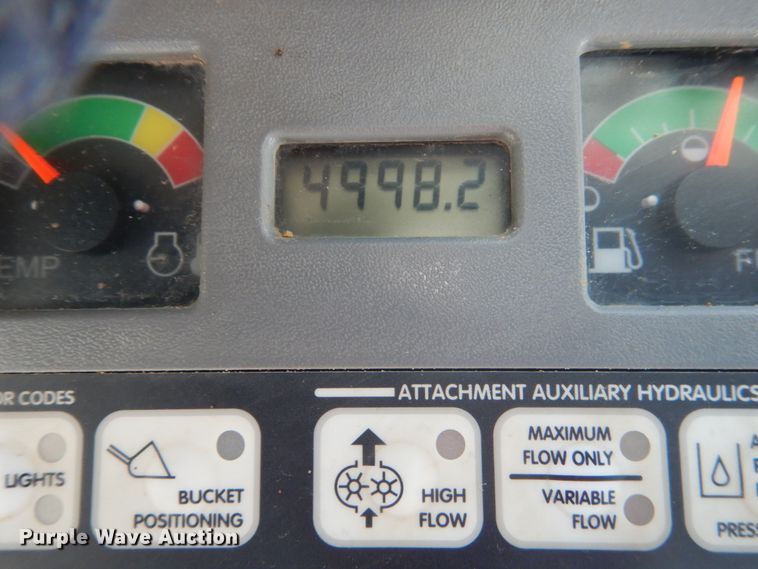 4998.2
EMP
FU
OR CODES
ATTACHMENT AUXILIARY HYDRAULICS
LIGHTS
BUCKET
POSITIONING
HIGH
FLOW
MAXIMUM
FLOW ONLY
VARIABLE
FLOW
PRESS
Purple Wave Auction